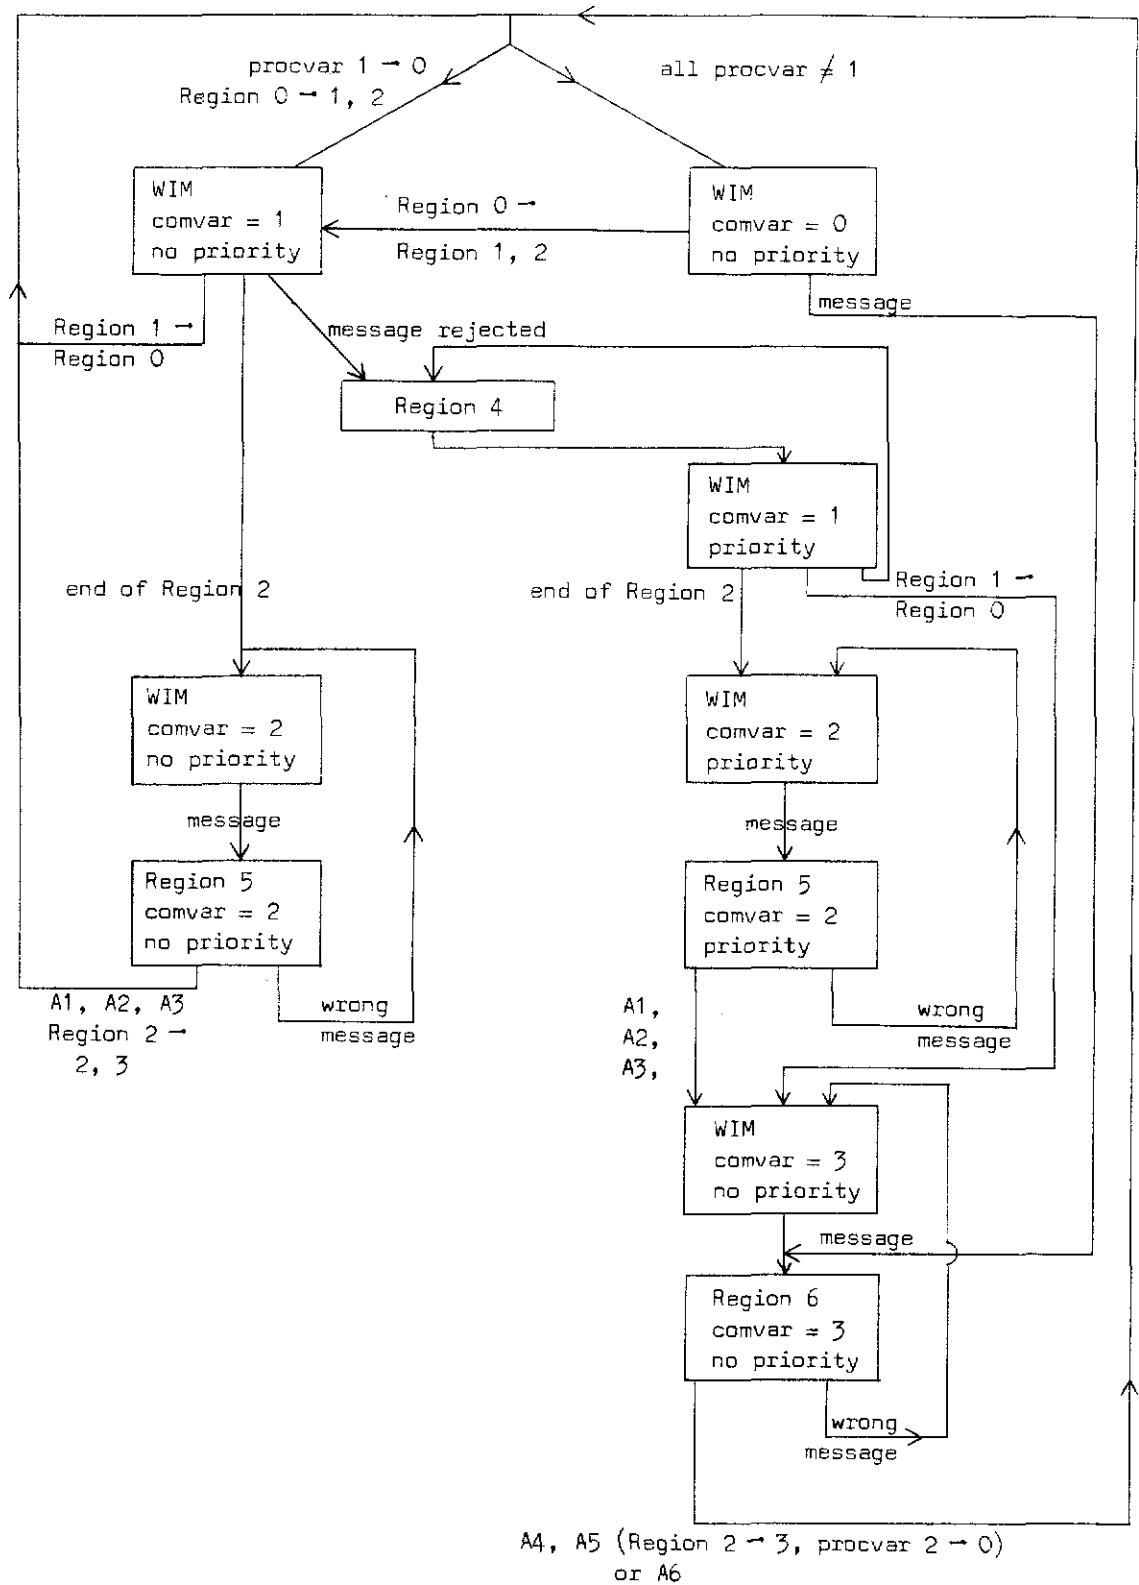 procvar 1 → 0
Region 0 → 1, 2
all procvar ≠ 1
WIM
comvar = 1
no priority
Region 0 →
Region 1, 2
WIM
comvar = 0
no priority
message
Region 1 →
Region 0
message rejected
Region 4
WIM
comvar = 1
priority
end of Region 2
end of Region 2
Region 1 →
Region 0
WIM
comvar = 2
no priority
WIM
comvar = 2
priority
message
message
Region 5
comvar = 2
no priority
Region 5
comvar = 2
priority
A1, A2, A3
Region 2 →
2, 3
wrong
message
A1,
A2,
A3,
wrong
message
WIM
comvar = 3
no priority
message
Region 6
comvar = 3
no priority
wrong
message
A4, A5 (Region 2 → 3, procvar 2 → 0)
or A6